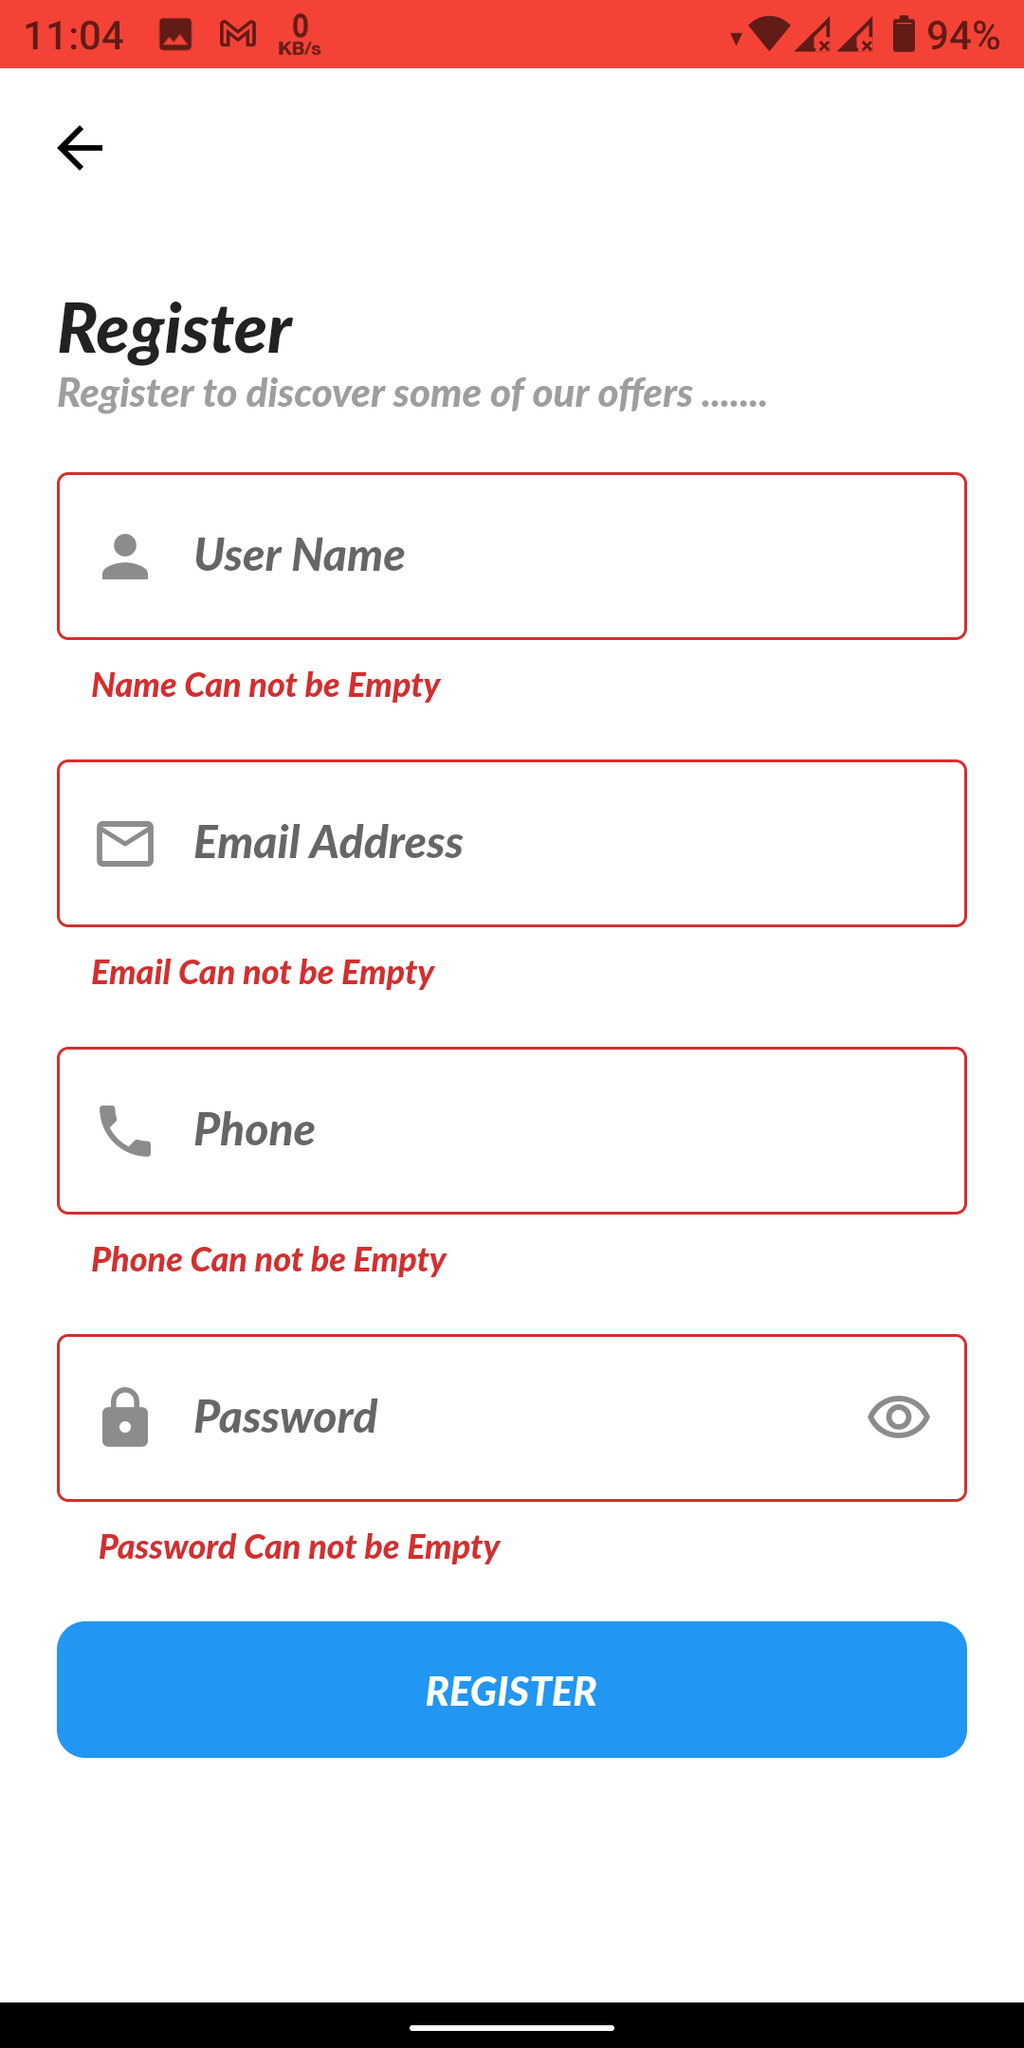 11:04 0 KB/s 94%
Register
Register to discover some of our offers .......
User Name
Name Can not be Empty
Email Address
Email Can not be Empty
Phone
Phone Can not be Empty
Password
Password Can not be Empty
REGISTER